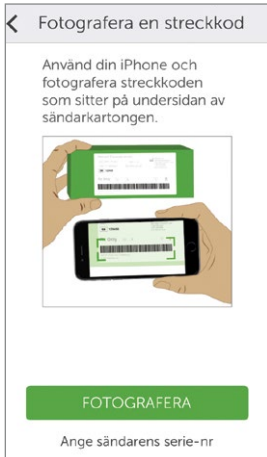 Fotografera en streckkod
Använd din iPhone och
fotografera streckkoden
som sitter på undersidan av
sändarkartongen.
FOTOGRAFERA
Ange sändarens serie-nr